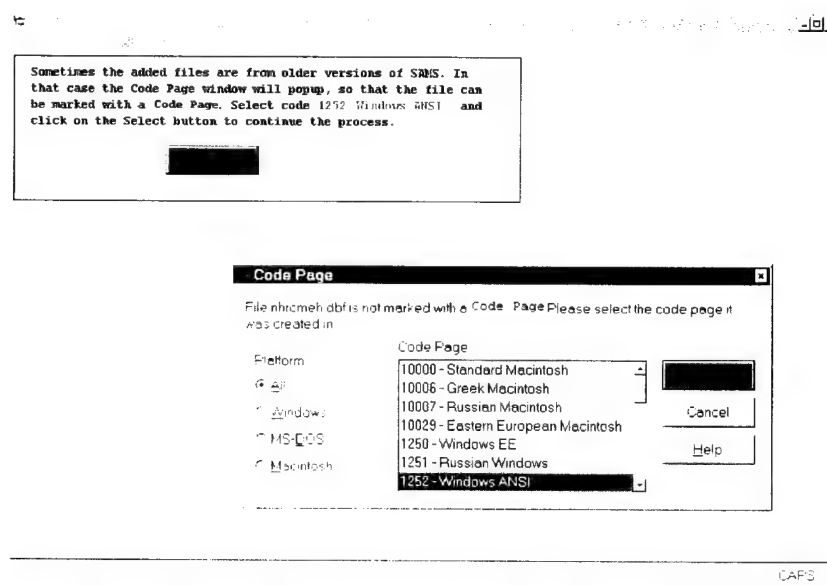 Sometimes the added files are from older versions of SAMS. In
that case the Code Page window will popup, so that the file can
be marked with a Code Page. Select code 1252 Windows ANSI and
click on the Select button to continue the process.
Code Page
File nhrcmeh.dbf is not marked with a Code Page Please select the code page it
was created in
Platform
All
Windows
MS-DOS
Macintosh
Code Page
10000 - Standard Macintosh
10006 - Greek Macintosh
10007 - Russian Macintosh
10029 - Eastern European Macintosh
1250 - Windows EE
1251 - Russian Windows
1252 - Windows ANSI
Cancel
Help
CAPS